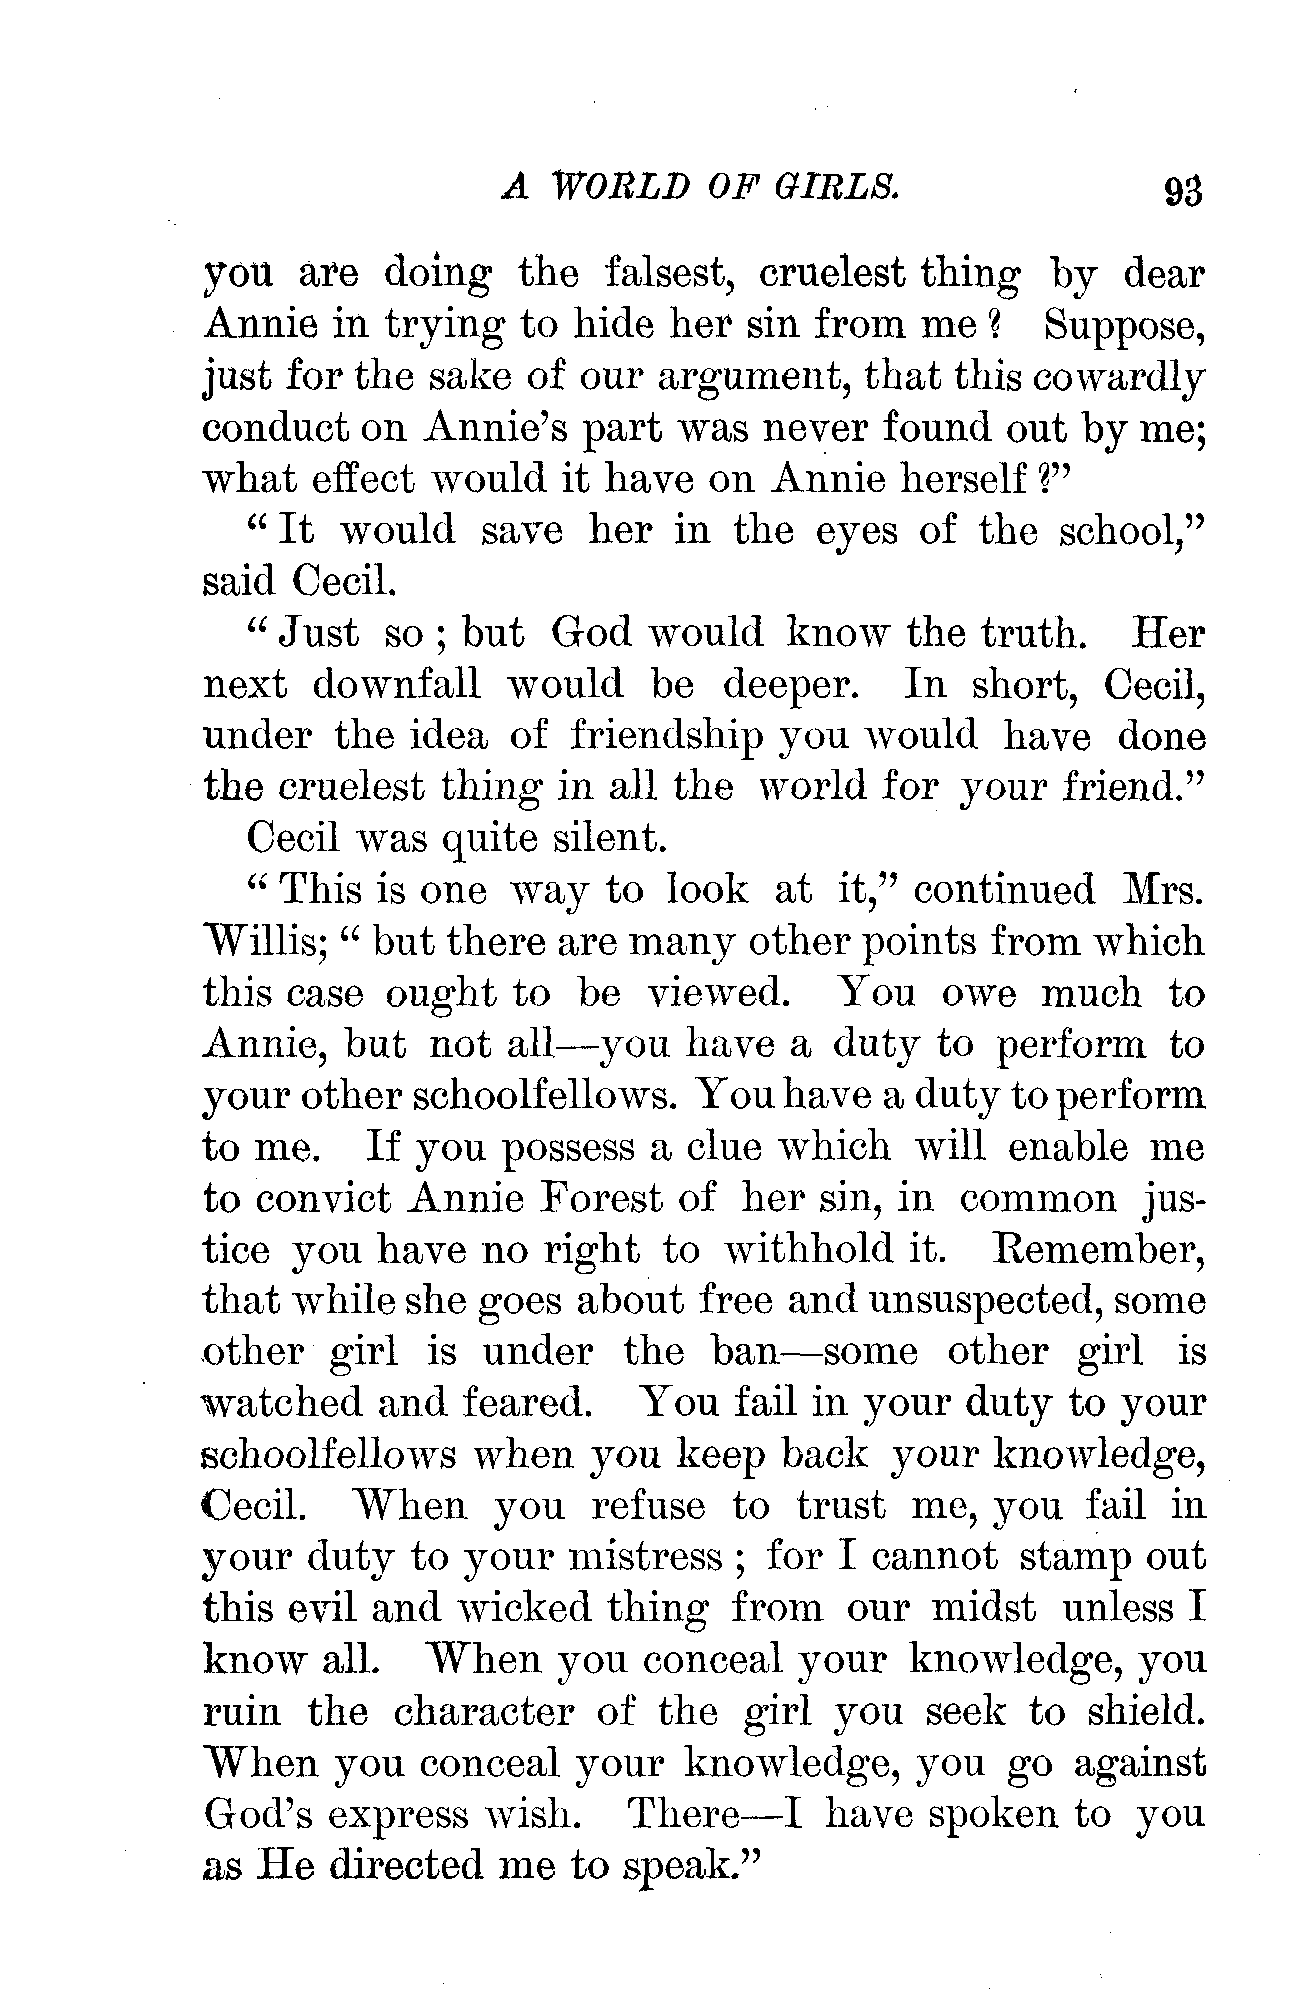 A WORLD OF GIRLS. 93
you are doing the falsest, cruelest thing by dear
Annie in trying to hide her sin from me? Suppose,
just for the sake of our argument, that this cowardly
conduct on Annie's part was never found out by me;
what effect would it have on Annie herself?"
"It would save her in the eyes of the school,"
said Cecil.
"Just so; but God would know the truth. Her
next downfall would be deeper. In short, Cecil,
under the idea of friendship you would have done
the cruelest thing in all the world for your friend."
Cecil was quite silent.
"This is one way to look at it," continued Mrs.
Willis; "but there are many other points from which
this case ought to be viewed. You owe much to
Annie, but not all—you have a duty to perform to
your other schoolfellows. You have a duty to perform
to me. If you possess a clue which will enable me
to convict Annie Forest of her sin, in common jus-
tice you have no right to withhold it. Remember,
that while she goes about free and unsuspected, some
other girl is under the ban—some other girl is
watched and feared. You fail in your duty to your
schoolfellows when you keep back your knowledge,
Cecil. When you refuse to trust me, you fail in
your duty to your mistress; for I cannot stamp out
this evil and wicked thing from our midst unless I
know all. When you conceal your knowledge, you
ruin the character of the girl you seek to shield.
When you conceal your knowledge, you go against
God's express wish. There—I have spoken to you
as He directed me to speak."